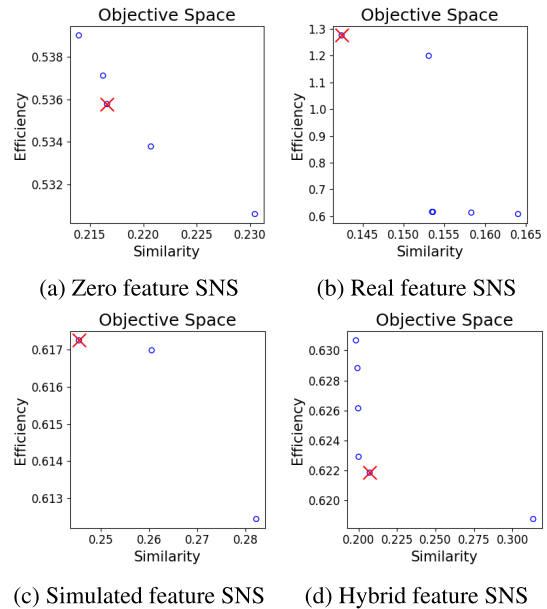 Objective Space
Efficiency
0.538
0.536
0.534
0.532
0.215 0.220 0.225 0.230
Similarity
(a) Zero feature SNS
Objective Space
Efficiency
1.3
1.2
1.1
1.0
0.9
0.8
0.7
0.6
0.145 0.150 0.155 0.160 0.165
Similarity
(b) Real feature SNS
Objective Space
Efficiency
0.617
0.616
0.615
0.614
0.613
0.25 0.26 0.27 0.28
Similarity
(c) Simulated feature SNS
Objective Space
Efficiency
0.630
0.628
0.626
0.624
0.622
0.620
0.200 0.225 0.250 0.275 0.300
Similarity
(d) Hybrid feature SNS